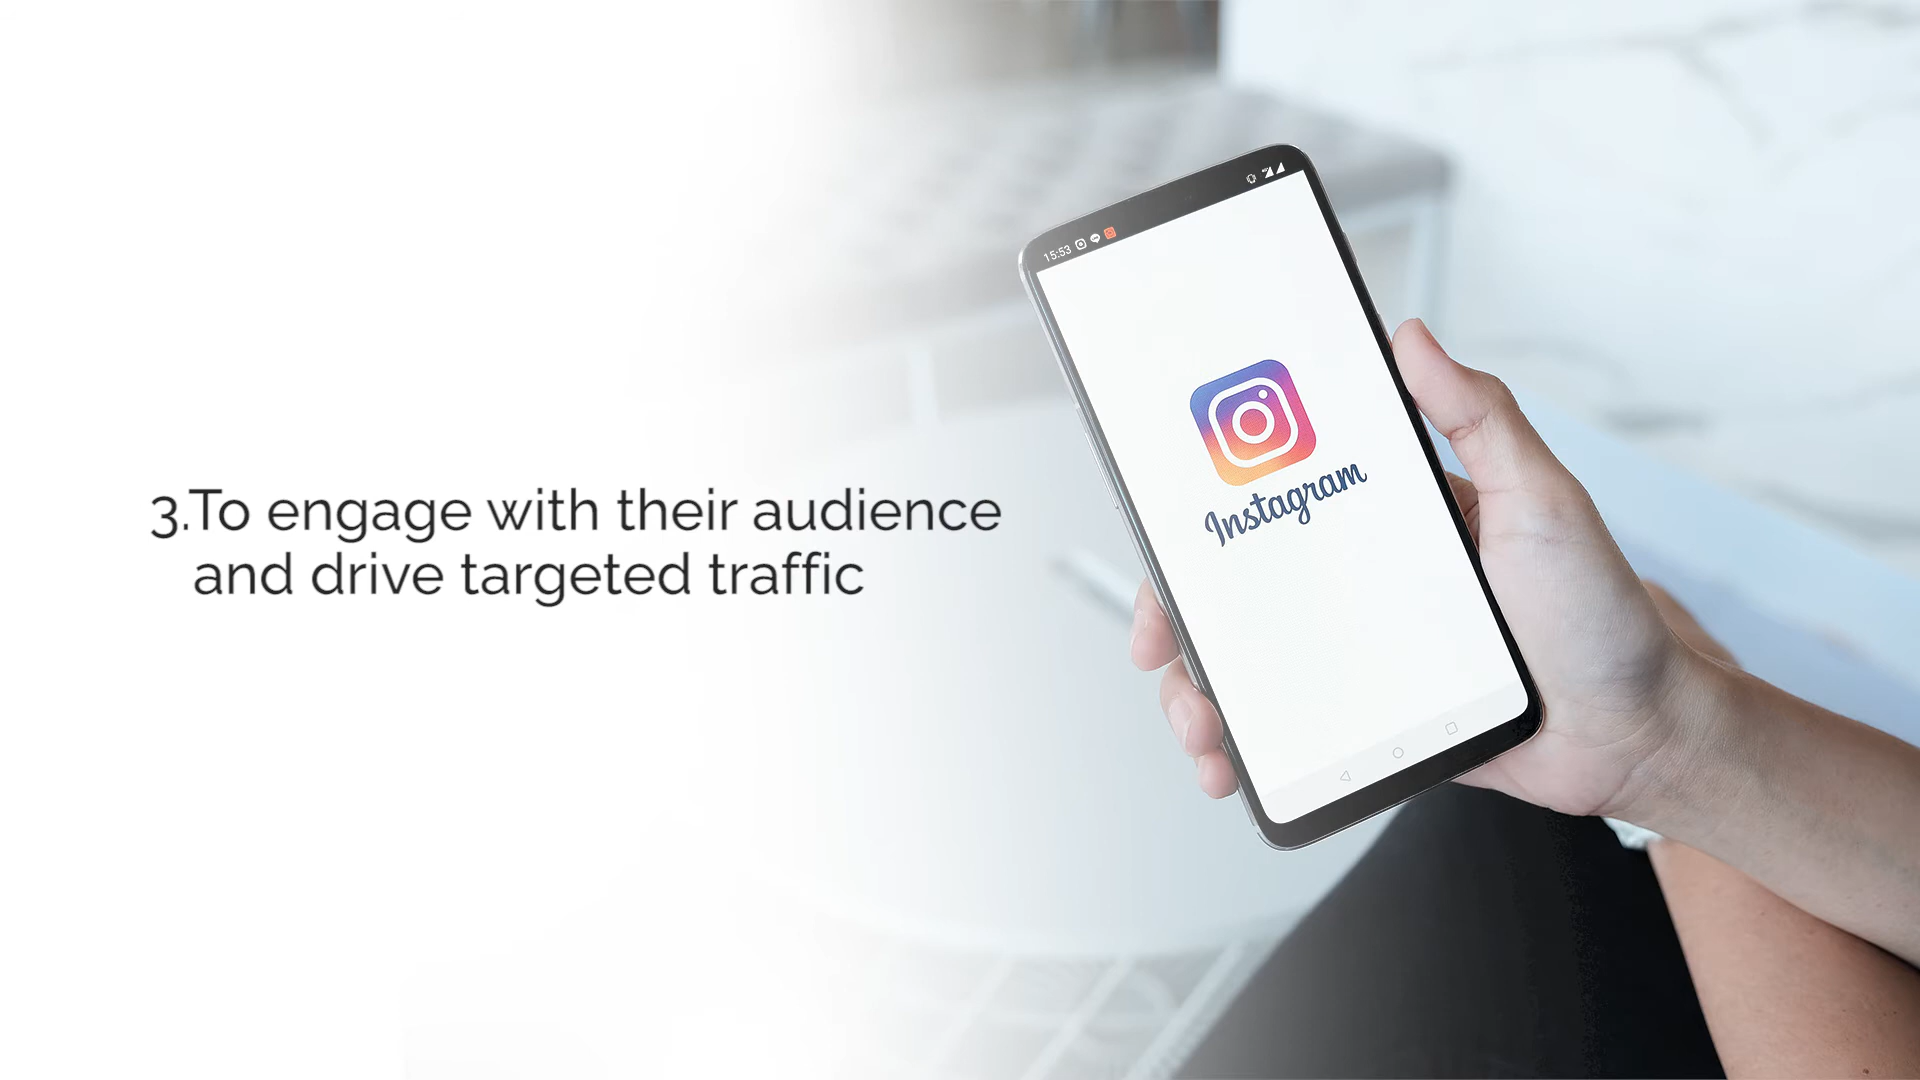 3.To engage with their audience
and drive targeted traffic
15:53
Instagram